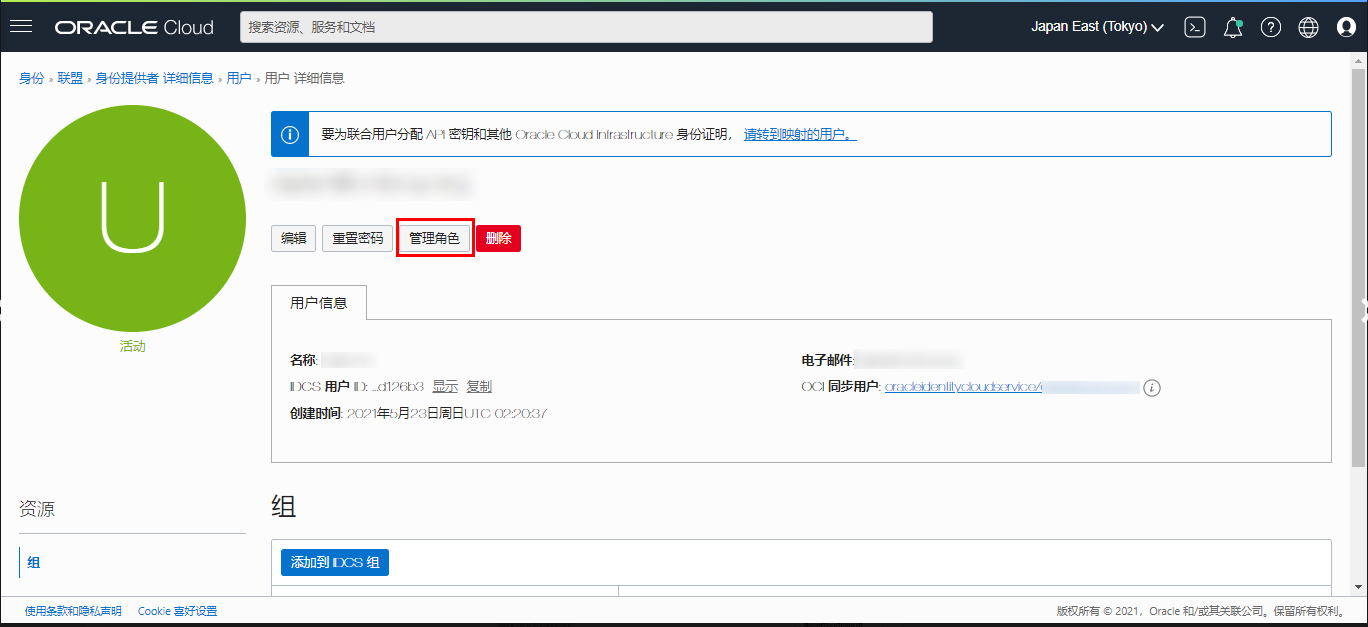 ORACLE Cloud 搜索资源、服务和文档 Japan East (Tokyo)
身份 » 联盟 » 身份提供者 详细信息 » 用户 » 用户 详细信息
U
活动
要为联合用户分配 API 密钥和其他 Oracle Cloud Infrastructure 身份证明， 请转到映射的用户。
编辑 重置密码 管理角色 删除
用户信息
名称: 电子邮件:
IDCS 用户 ID: ...d126b3 显示 复制 OCI 同步用户: oracleidentitycloudservice/
创建时间: 2021年5月23日周日UTC 02:20:37
资源
组
组
添加到 IDCS 组
使用条款和隐私声明 Cookie 喜好设置 版权所有 © 2021，Oracle 和/或其关联公司。保留所有权利。